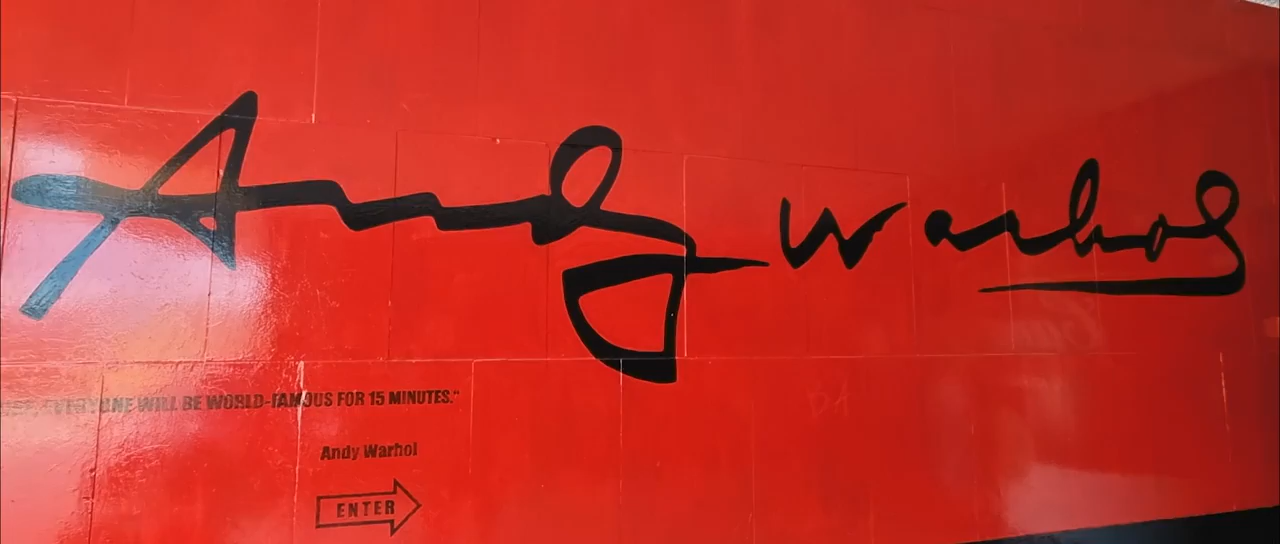 Andy Warhol
EVERYONE WILL BE WORLD-FAMOUS FOR 15 MINUTES."
Andy Warhol
ENTER